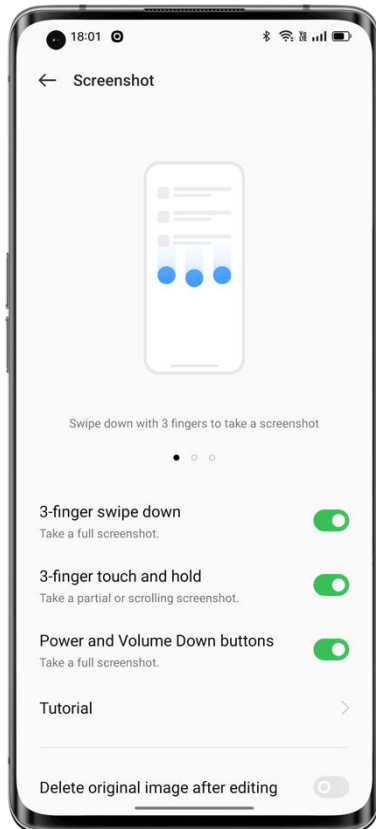 18:01
Screenshot
Swipe down with 3 fingers to take a screenshot
3-finger swipe down
Take a full screenshot.
3-finger touch and hold
Take a partial or scrolling screenshot.
Power and Volume Down buttons
Take a full screenshot.
Tutorial
Delete original image after editing